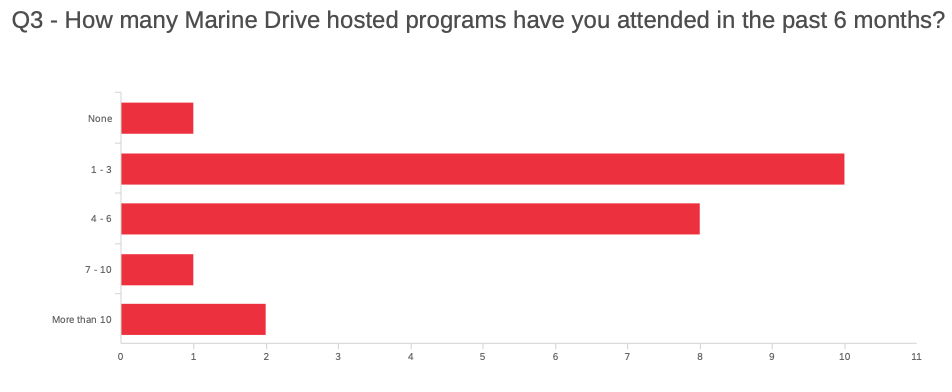 Q3 - How many Marine Drive hosted programs have you attended in the past 6 months?
None
1 - 3
4 - 6
7 - 10
More than 10
0 1 2 3 4 5 6 7 8 9 10 11